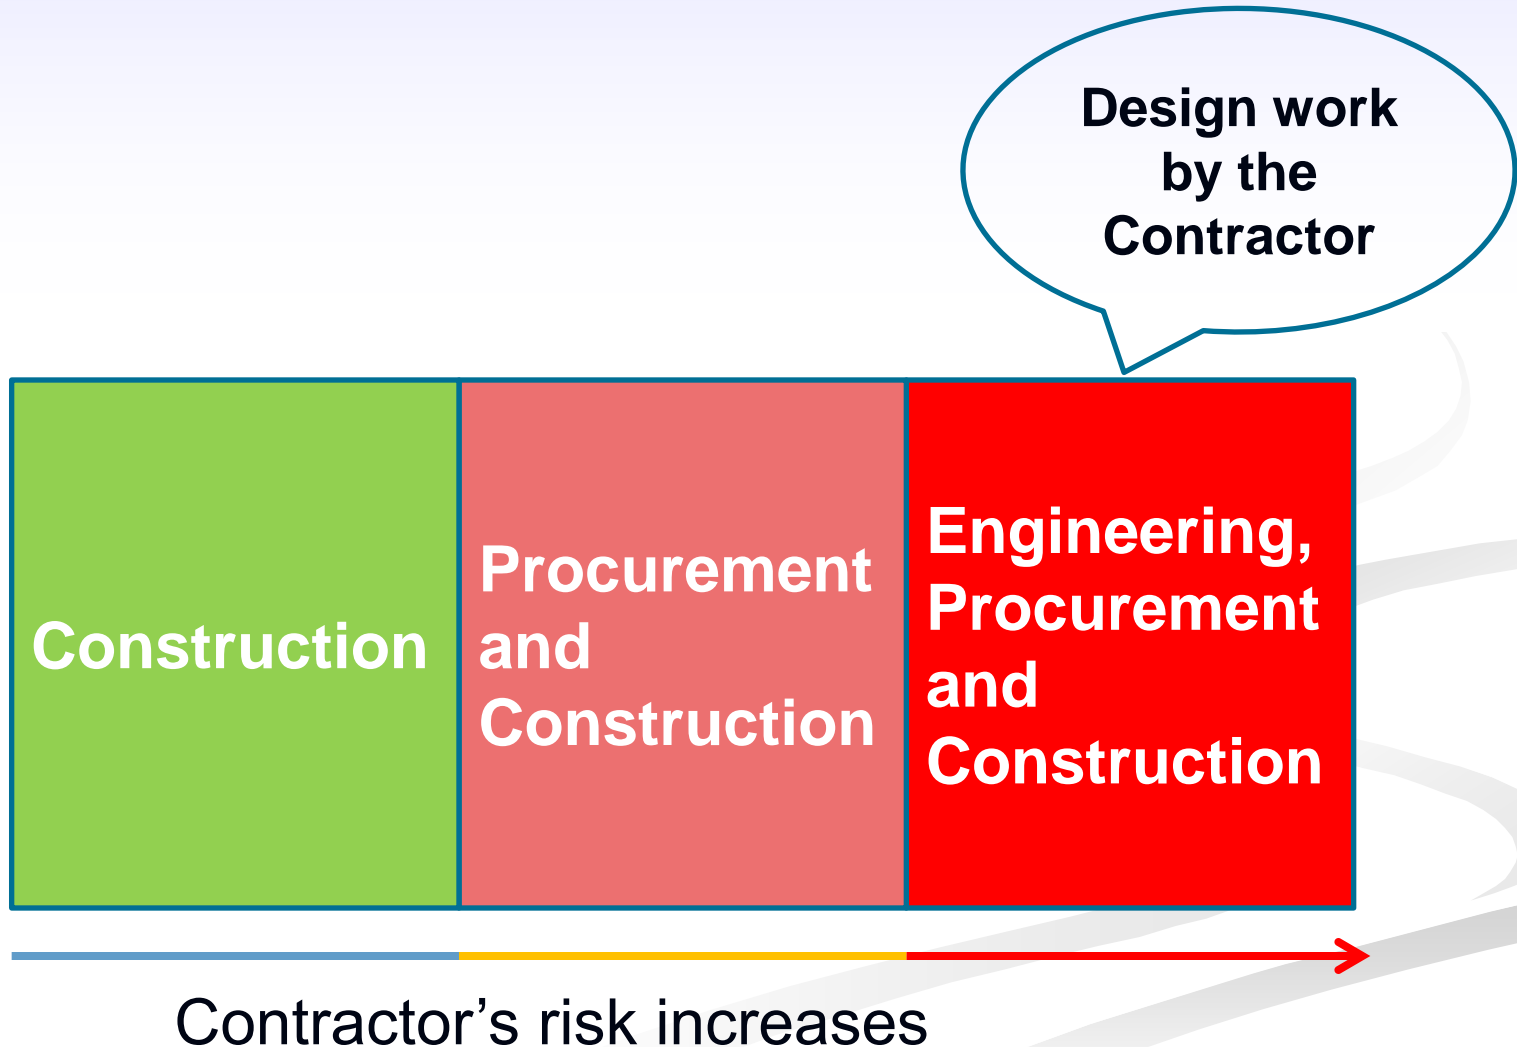 Design work
by the
Contractor
Construction
Procurement
and
Construction
Engineering,
Procurement
and
Construction
Contractor’s risk increases